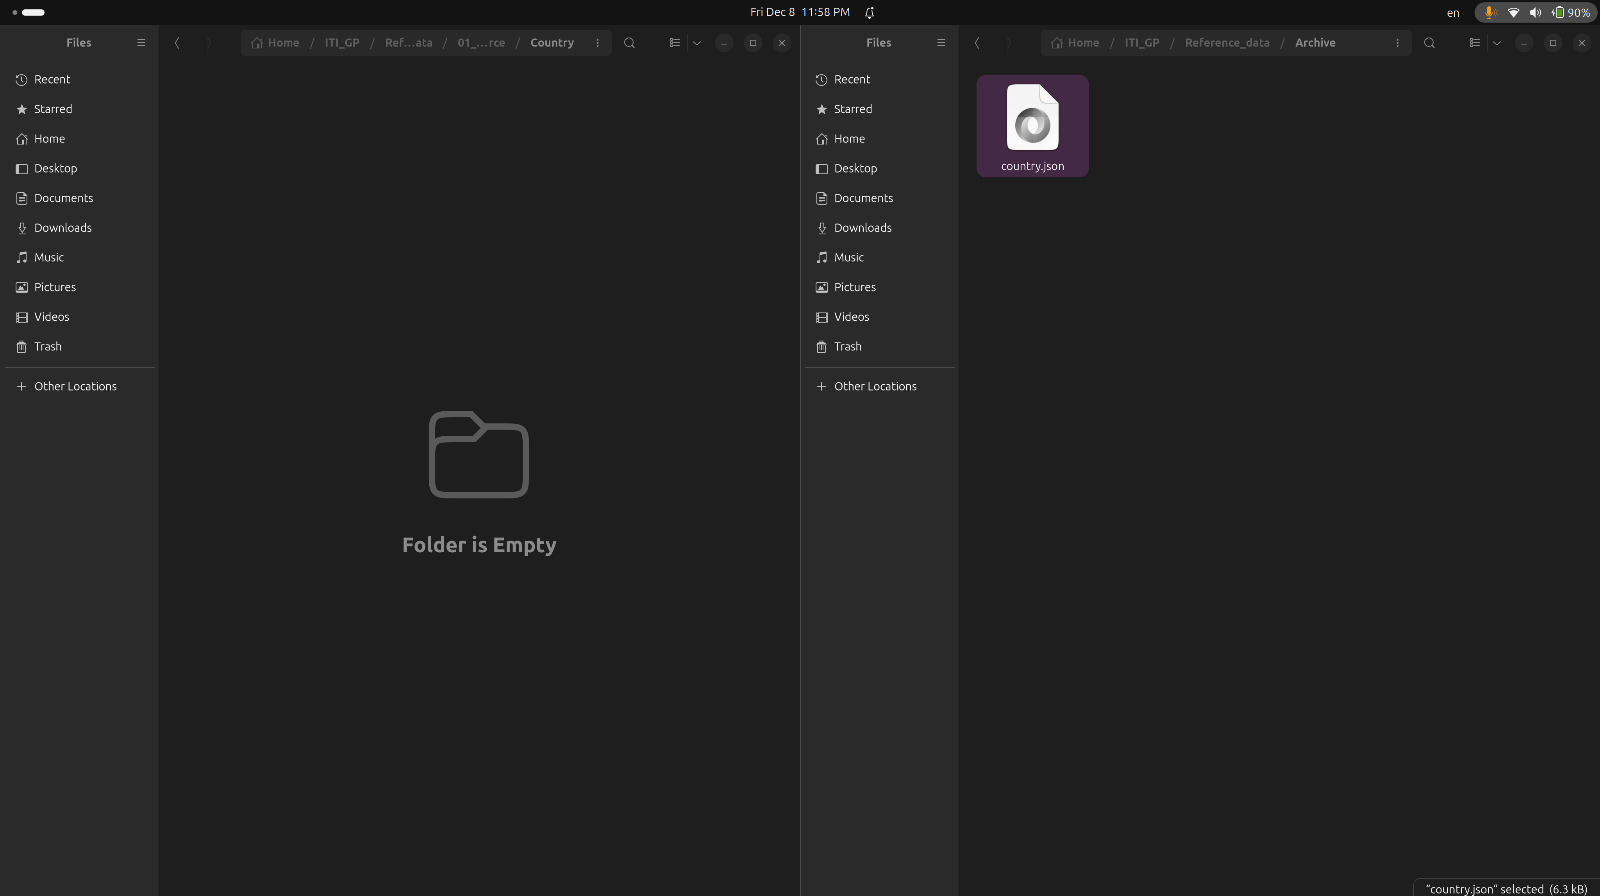 Fri Dec 8 11:58 PM
en
90%
Files
Home / ITI_GP / Ref...ata / 01_...rce / Country
Recent
Starred
Home
Desktop
Documents
Downloads
Music
Pictures
Videos
Trash
Other Locations
Folder is Empty
Files
Home / ITI_GP / Reference_data / Archive
Recent
Starred
Home
Desktop
Documents
Downloads
Music
Pictures
Videos
Trash
Other Locations
country.json
"country.json" selected (6.3 kB)